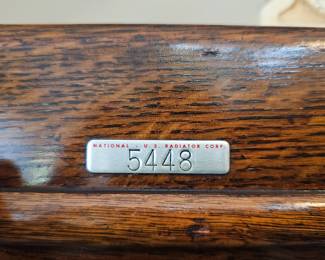 NATIONAL - U. S. RADIATOR CORP.
5448